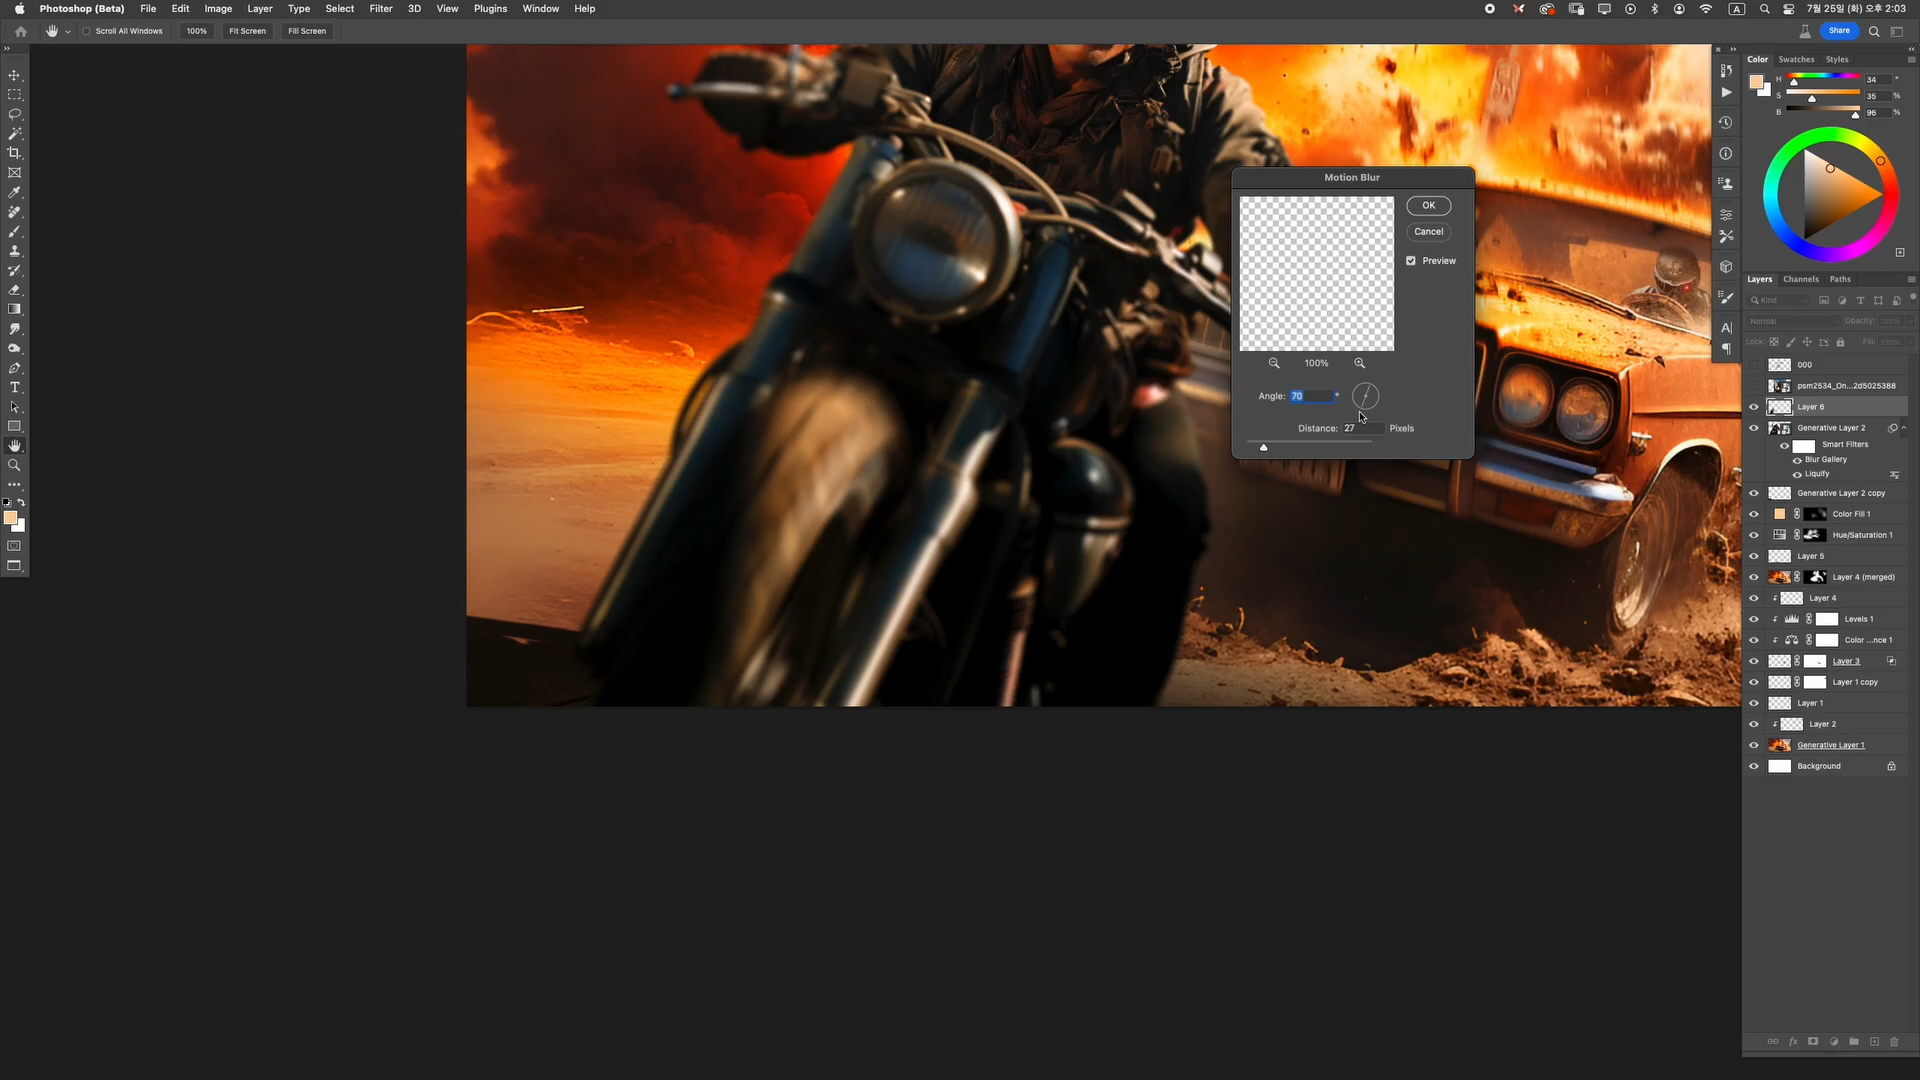 Photoshop (Beta) File Edit Image Layer Type Select Filter 3D View Plugins Window Help A 7월 25일 (화) 오후 2:03
Scroll All Windows 100% Fit Screen Fill Screen Share
Color Swatches Styles
H 34 °
S 35 %
B 96 %
Motion Blur
OK
Cancel
Preview
100%
Angle: 70 °
Distance: 27 Pixels
Layers Channels Paths
Kind
Normal Opacity: 100%
Lock: Fill: 100%
000
psm2534_On...2d5025388
Layer 6
Generative Layer 2
Smart Filters
Blur Gallery
Liquify
Generative Layer 2 copy
Color Fill 1
Hue/Saturation 1
Layer 5
Layer 4 (merged)
Layer 4
Levels 1
Color ...nce 1
Layer 3
Layer 1 copy
Layer 1
Layer 2
Generative Layer 1
Background